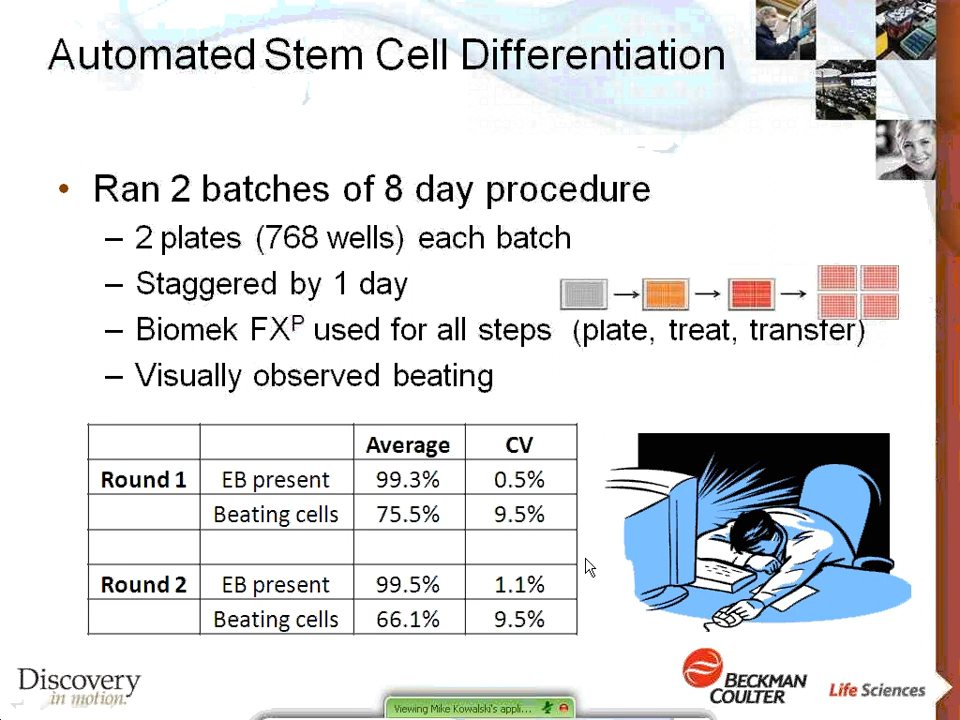 Automated Stem Cell Differentiation
• Ran 2 batches of 8 day procedure
– 2 plates (768 wells) each batch
– Staggered by 1 day
– Biomek FXP used for all steps (plate, treat, transfer)
– Visually observed beating
Average CV
Round 1 EB present 99.3% 0.5%
Beating cells 75.5% 9.5%
Round 2 EB present 99.5% 1.1%
Beating cells 66.1% 9.5%
Discovery
in motion.
BECKMAN
COULTER
Life Sciences
Viewing Mike Kowalski's appli...